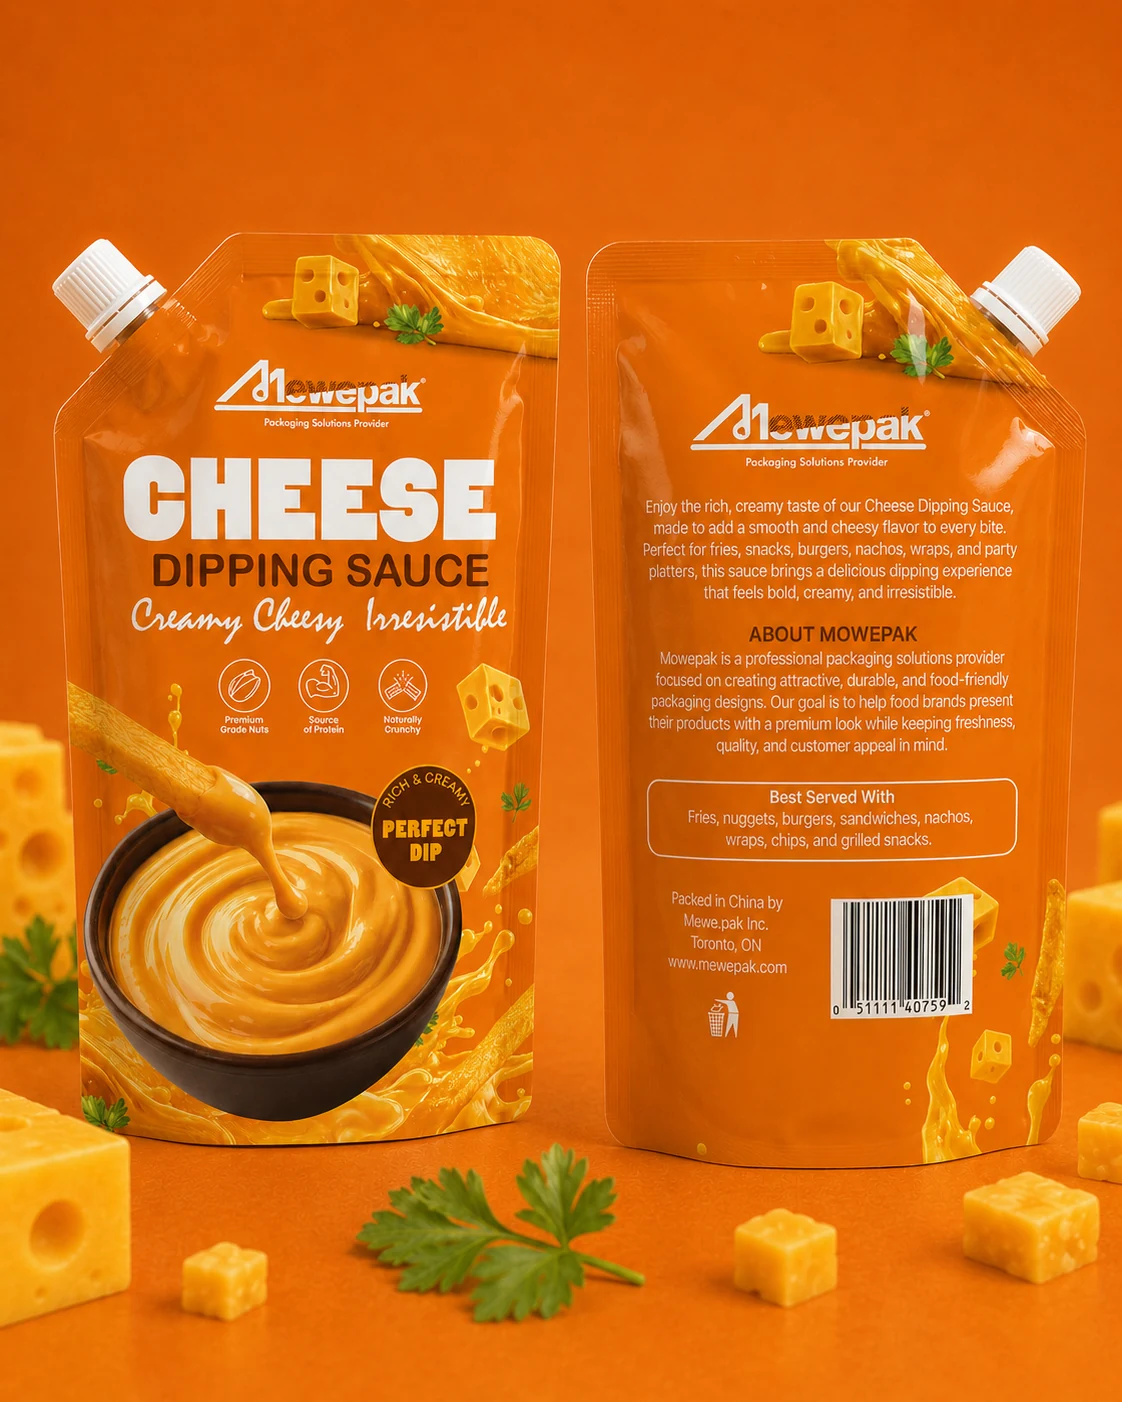 Mewepak®
Packaging Solutions Provider
CHEESE
DIPPING SAUCE
Creamy Cheesy Irresistible
Premium
Grade Nuts
Source
of Protein
Naturally
Crunchy
RICH & CREAMY
PERFECT
DIP
Mewepak®
Packaging Solutions Provider
Enjoy the rich, creamy taste of our Cheese Dipping Sauce,
made to add a smooth and cheesy flavor to every bite.
Perfect for fries, snacks, burgers, nachos, wraps, and party
platters, this sauce brings a delicious dipping experience
that feels bold, creamy, and irresistible.
ABOUT MOWEPAK
Mowepak is a professional packaging solutions provider
focused on creating attractive, durable, and food-friendly
packaging designs. Our goal is to help food brands present
their products with a premium look while keeping freshness,
quality, and customer appeal in mind.
Best Served With
Fries, nuggets, burgers, sandwiches, nachos,
wraps, chips, and grilled snacks.
Packed in China by
Mewe.pak Inc.
Toronto, ON
www.mewepak.com
0 51111 40759 2